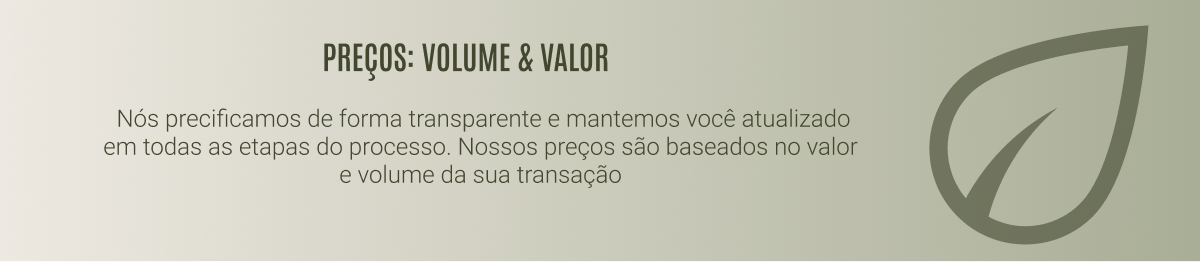 PREÇOS: VOLUME & VALOR
Nós precificamos de forma transparente e mantemos você atualizado
em todas as etapas do processo. Nossos preços são baseados no valor
e volume da sua transação